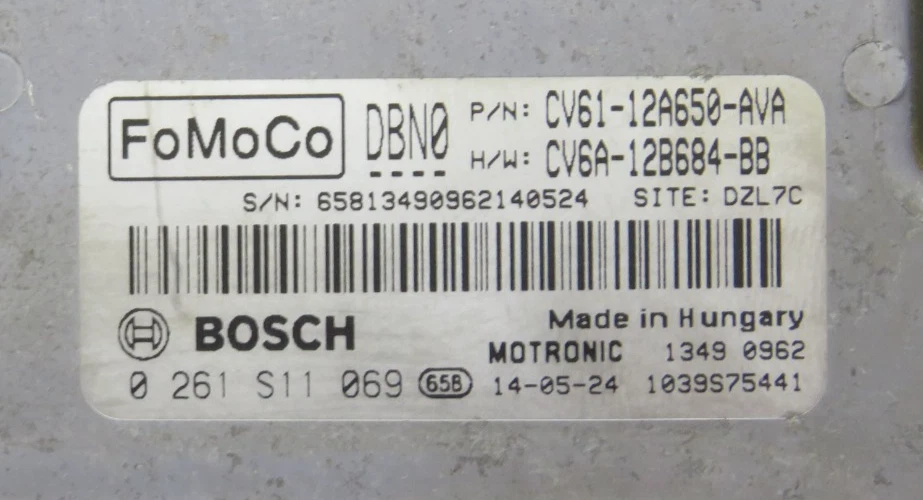 FoMoCo DBN0 P/N: CV61-12A650-AVA
H/W: CV6A-12B684-BB
S/N: 65813490962140524 SITE: DZL7C
BOSCH Made in Hungary
MOTRONIC 1349 0962
0 261 S11 069 658 14-05-24 1039S75441